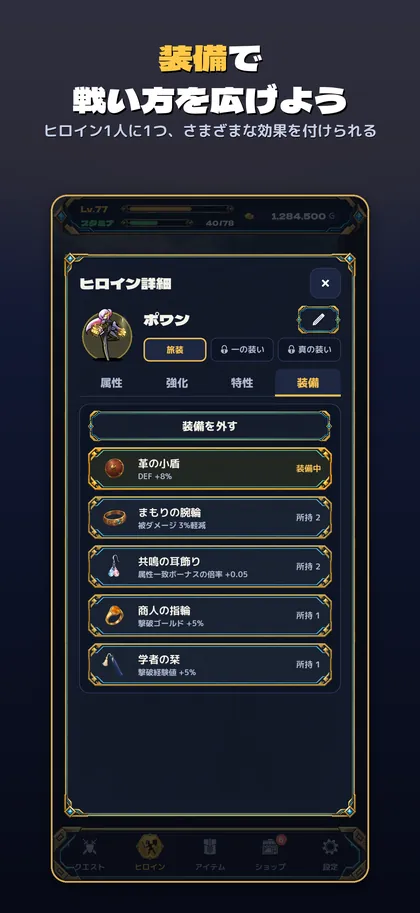 装備で
戦い方を広げよう
ヒロイン1人に1つ、さまざまな効果を付けられる
Lv.77
スタミナ 40/79 1,284,500 G
ヒロイン詳細 ×
ポワン
旅装 一の装い 真の装い
属性 強化 特性 装備
装備を外す
革の小盾
DEF +8%
装備中
まもりの腕輪
被ダメージ 3%軽減
所持 2
共鳴の耳飾り
属性一致ボーナスの倍率 +0.05
所持 2
商人の指輪
撃破ゴールド +5%
所持 1
学者の栞
撃破経験値 +5%
所持 1
クエスト ヒロイン アイテム ショップ 設定